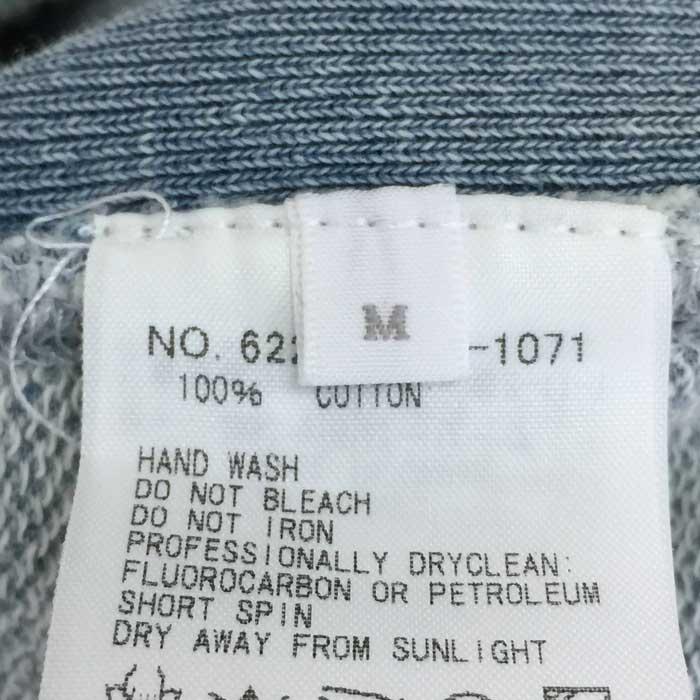 M
NO. 622 -1071
100% COTTON
HAND WASH
DO NOT BLEACH
DO NOT IRON
PROFESSIONALLY DRYCLEAN:
FLUOROCARBON OR PETROLEUM
SHORT SPIN
DRY AWAY FROM SUNLIGHT